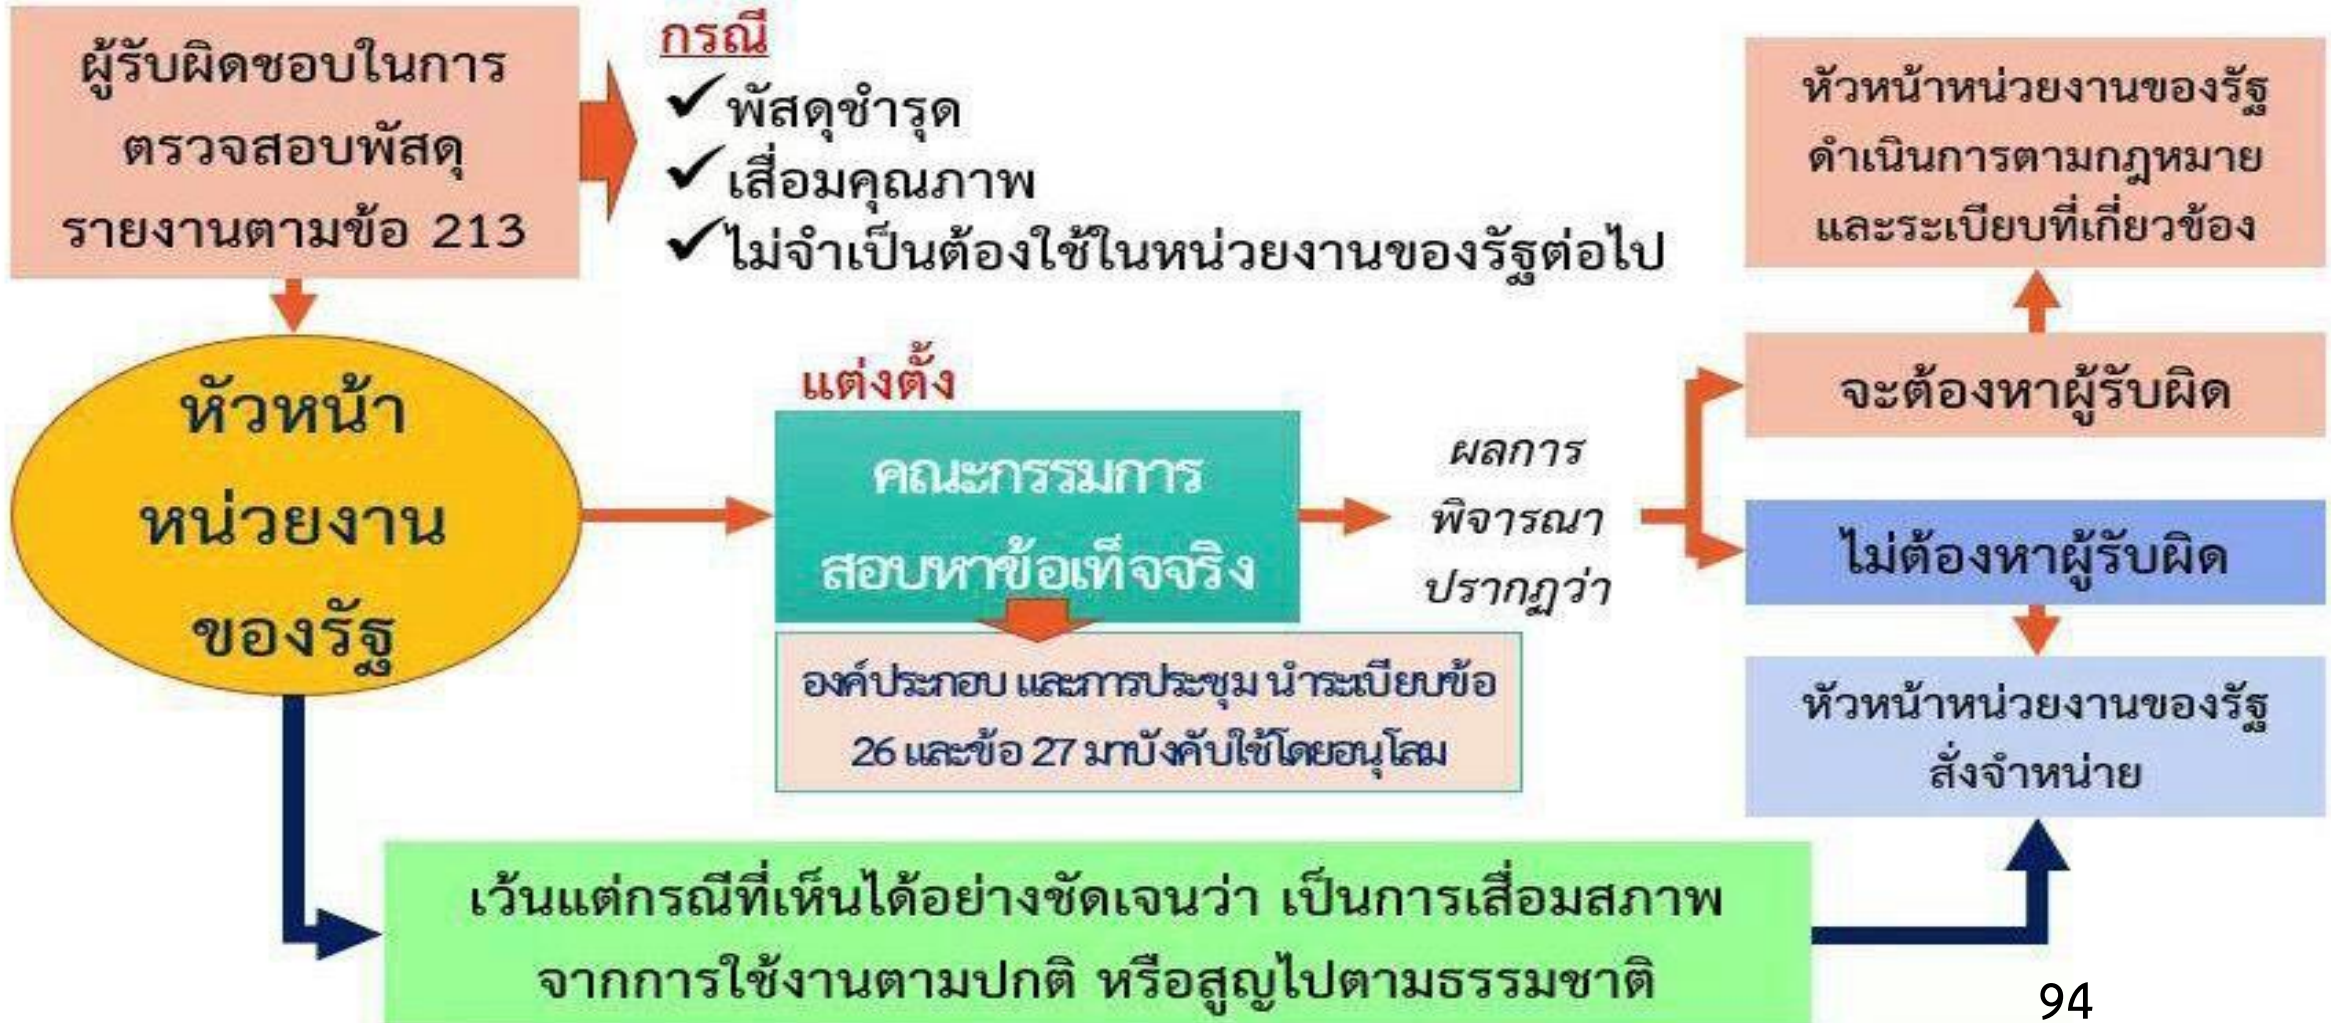 ผู้รับผิดชอบในการ
ตรวจสอบพัสดุ
รายงานตามข้อ 213
กรณี
✓พัสดุชำรุด
✓เสื่อมคุณภาพ
✓ไม่จำเป็นต้องใช้ในหน่วยงานของรัฐต่อไป
หัวหน้า
หน่วยงาน
ของรัฐ
แต่งตั้ง
คณะกรรมการ
สอบหาข้อเท็จจริง
องค์ประกอบ และการประชุม นำระเบียบข้อ
26 และข้อ 27 มาบังคับใช้โดยอนุโลม
ผลการ
พิจารณา
ปรากฏว่า
จะต้องหาผู้รับผิด
หัวหน้าหน่วยงานของรัฐ
ดำเนินการตามกฎหมาย
และระเบียบที่เกี่ยวข้อง
ไม่ต้องหาผู้รับผิด
หัวหน้าหน่วยงานของรัฐ
สั่งจำหน่าย
เว้นแต่กรณีที่เห็นได้อย่างชัดเจนว่า เป็นการเสื่อมสภาพ
จากการใช้งานตามปกติ หรือสูญไปตามธรรมชาติ
94